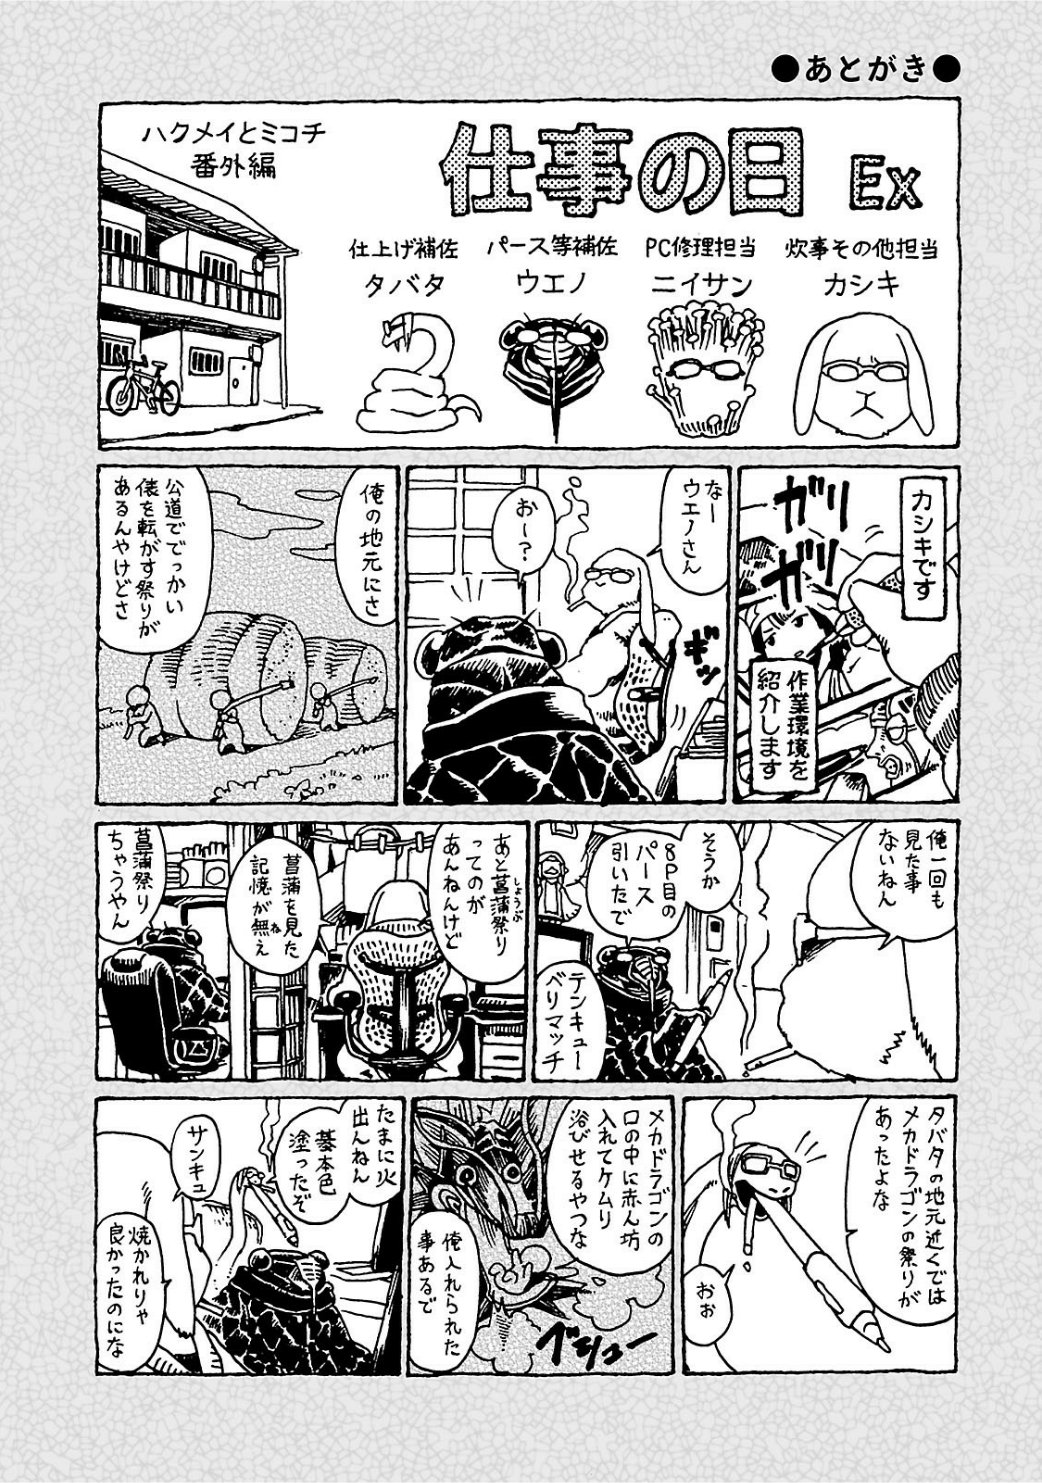 ●あとがき●
ハクメイとミコチ
番外編
仕事の日 Ex
仕上げ補佐
タバタ
パース等補佐
ウエノ
PC修理担当
ニイサン
炊事その他担当
カシキ
カシキです
ガリ
ガリ
作業環境を
紹介します
なー
ウエノさん
お〜?
ギッ
俺の地元にさ
公道ででっかい
俵を転がす祭りが
あるんやけどさ
俺一回も
見た事
ないねん
そうか
8P目の
パース
引いたで
テンキュー
ベリマッチ
あと菖蒲祭り
しょうぶ
ってのが
あんねんけど
菖蒲を見た
記憶が無え
ね
菖蒲祭り
ちゃうやん
タバタの地元近くでは
メカドラゴンの祭りが
あったよな
おぉ
メカドラゴンの
口の中に赤ん坊
入れてケムリ
浴びせるやつな
俺入れられた
事あるで
ブシュー
たまに火
出んねん
基本色
塗ったぞ
サンキュ
焼かれりゃ
良かったのにな